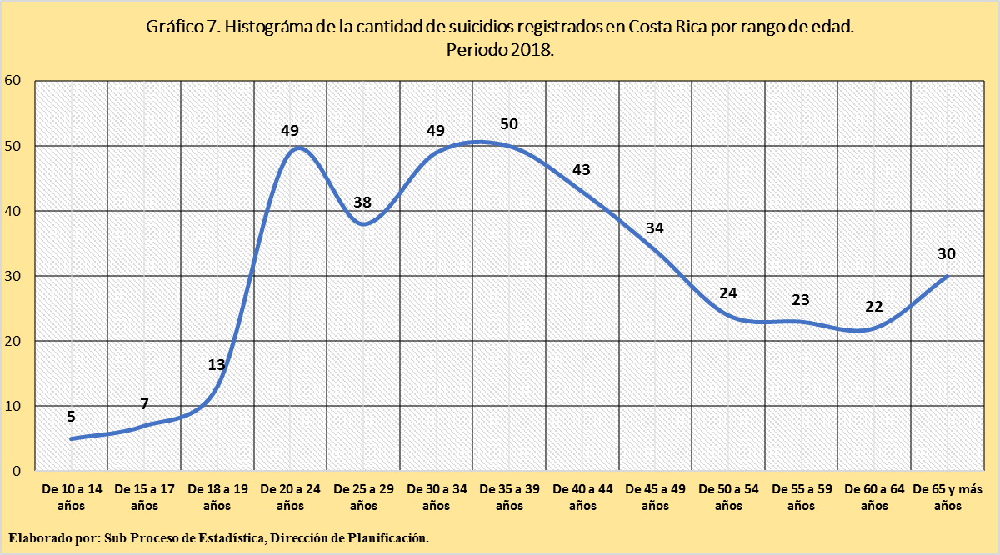 Gráfico 7. Histográma de la cantidad de suicidios registrados en Costa Rica por rango de edad.
Periodo 2018.
60
50
40
30
20
10
0
5
7
13
49
38
49
50
43
34
24
23
22
30
De 10 a 14 años
De 15 a 17 años
De 18 a 19 años
De 20 a 24 años
De 25 a 29 años
De 30 a 34 años
De 35 a 39 años
De 40 a 44 años
De 45 a 49 años
De 50 a 54 años
De 55 a 59 años
De 60 a 64 años
De 65 y más años
Elaborado por: Sub Proceso de Estadística, Dirección de Planificación.